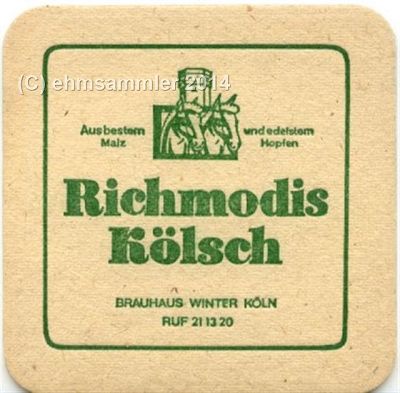 (C) ehmsammler 2014
Aus bestem Malz
und edelstem Hopfen
Richmodis
Kölsch
BRAUHAUS WINTER KÖLN
RUF 21 13 20